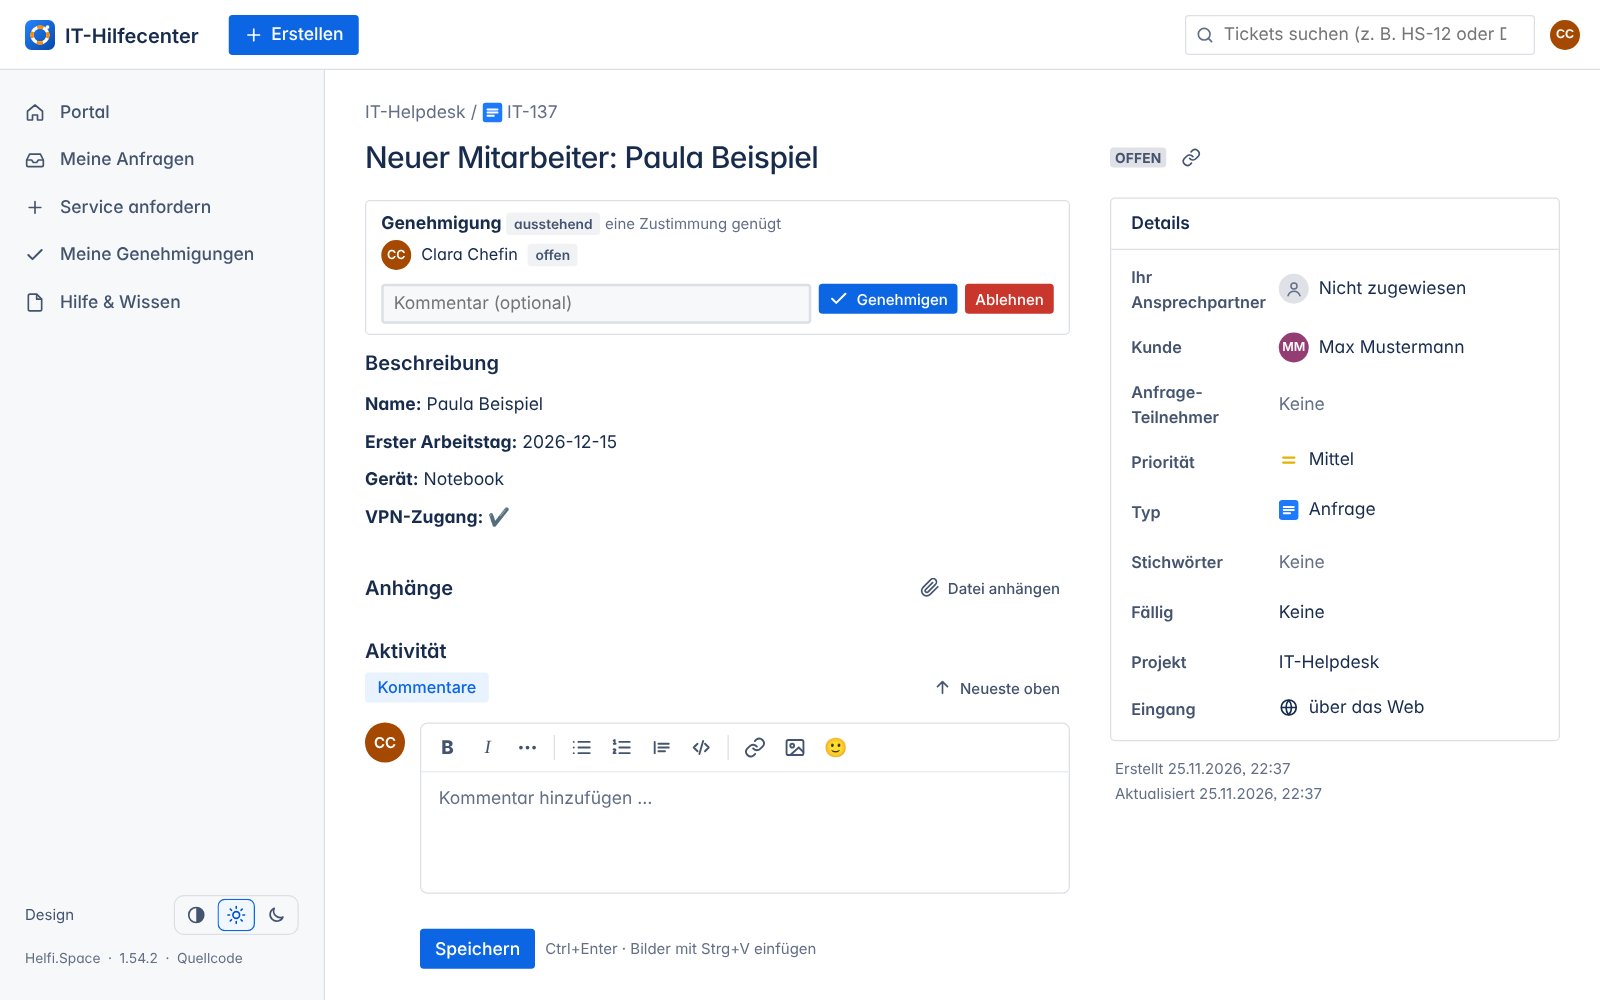 IT-Hilfecenter
Erstellen
Tickets suchen (z. B. HS-12 oder D
CC
Portal
Meine Anfragen
Service anfordern
Meine Genehmigungen
Hilfe & Wissen
IT-Helpdesk / IT-137
Neuer Mitarbeiter: Paula Beispiel
OFFEN
Genehmigung ausstehend eine Zustimmung genügt
CC Clara Chefin offen
Kommentar (optional)
Genehmigen
Ablehnen
Beschreibung
Name: Paula Beispiel
Erster Arbeitstag: 2026-12-15
Gerät: Notebook
VPN-Zugang: ✔
Anhänge
Datei anhängen
Aktivität
Kommentare
Neueste oben
CC
B I
Kommentar hinzufügen ...
Speichern
Ctrl+Enter · Bilder mit Strg+V einfügen
Details
Ihr Ansprechpartner
Nicht zugewiesen
Kunde
MM Max Mustermann
Anfrage-Teilnehmer
Keine
Priorität
Mittel
Typ
Anfrage
Stichwörter
Keine
Fällig
Keine
Projekt
IT-Helpdesk
Eingang
über das Web
Erstellt 25.11.2026, 22:37
Aktualisiert 25.11.2026, 22:37
Design
Helfi.Space · 1.54.2 · Quellcode